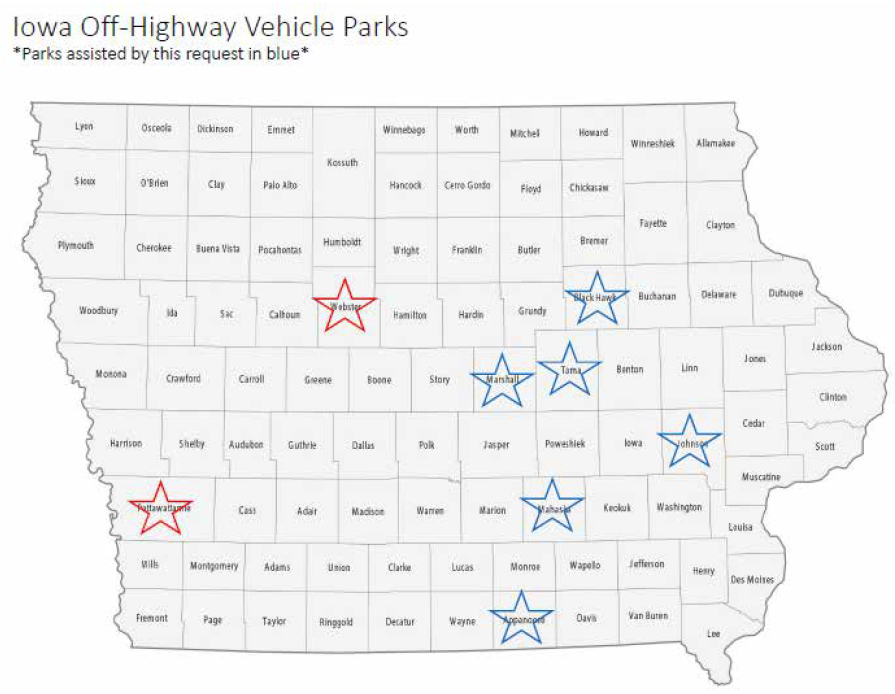 Iowa Off-Highway Vehicle Parks
*Parks assisted by this request in blue*
Lyon Osceola Dickinson Emmet Winnebago Worth Mitchell Howard
Winneshiek Allamakee
Kossuth
Sioux O'Brien Clay Palo Alto Hancock Cerro Gordo Floyd Chickasaw
Fayette Clayton
Plymouth Cherokee Buena Vista Pocahontas Humboldt Wright Franklin Butler Bremer
Woodbury Ida Sac Calhoun Webster Hamilton Hardin Grundy Black Hawk Buchanan Delaware Dubuque
Monona Crawford Carroll Greene Boone Story Marshall Tama Benton Linn Jones Jackson
Clinton
Harrison Shelby Audubon Guthrie Dallas Polk Jasper Poweshiek Iowa Johnson Cedar Scott
Muscatine
Pottawattamie Cass Adair Madison Warren Marion Mahaska Keokuk Washington
Louisa
Mills Montgomery Adams Union Clarke Lucas Monroe Wapello Jefferson Henry Des Moises
Fremont Page Taylor Ringgold Decatur Wayne Appanoose Davis Van Buren
Lee